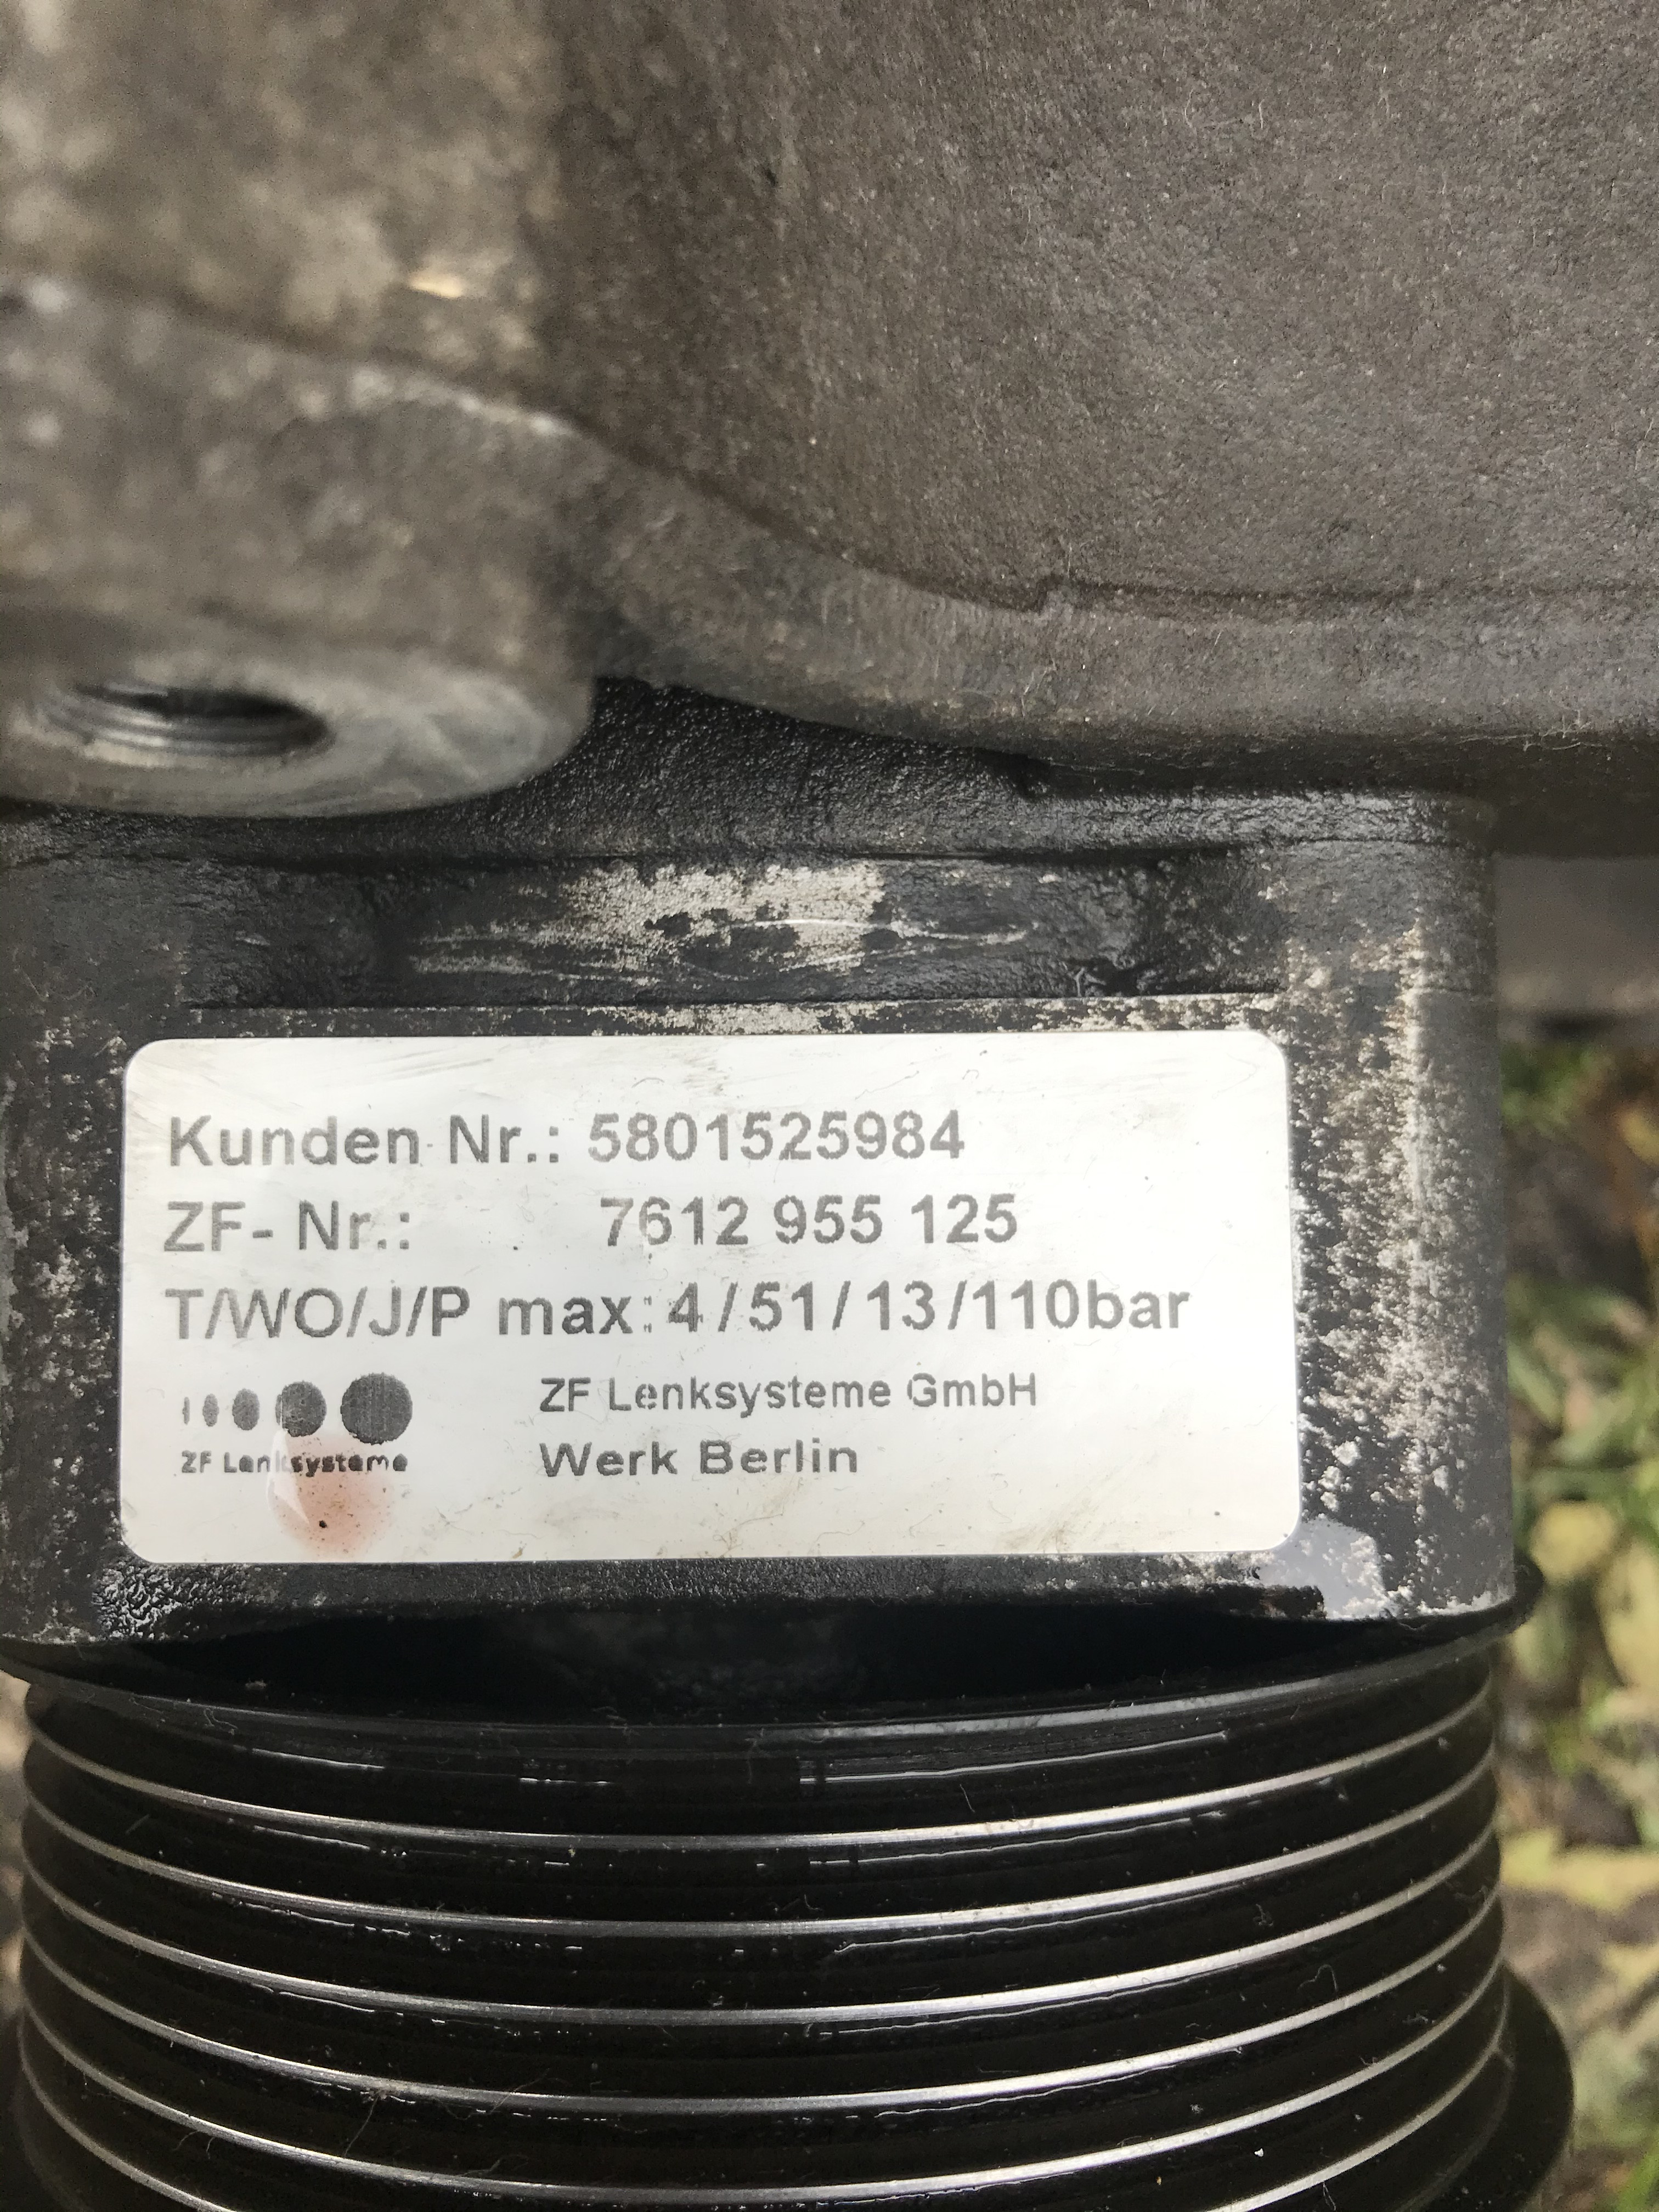 Kunden Nr.: 5801525984
ZF- Nr.: 7612 955 125
T/WO/J/P max: 4/51/13/110bar
ZF Lenksysteme GmbH
Werk Berlin
ZF Lenksysteme